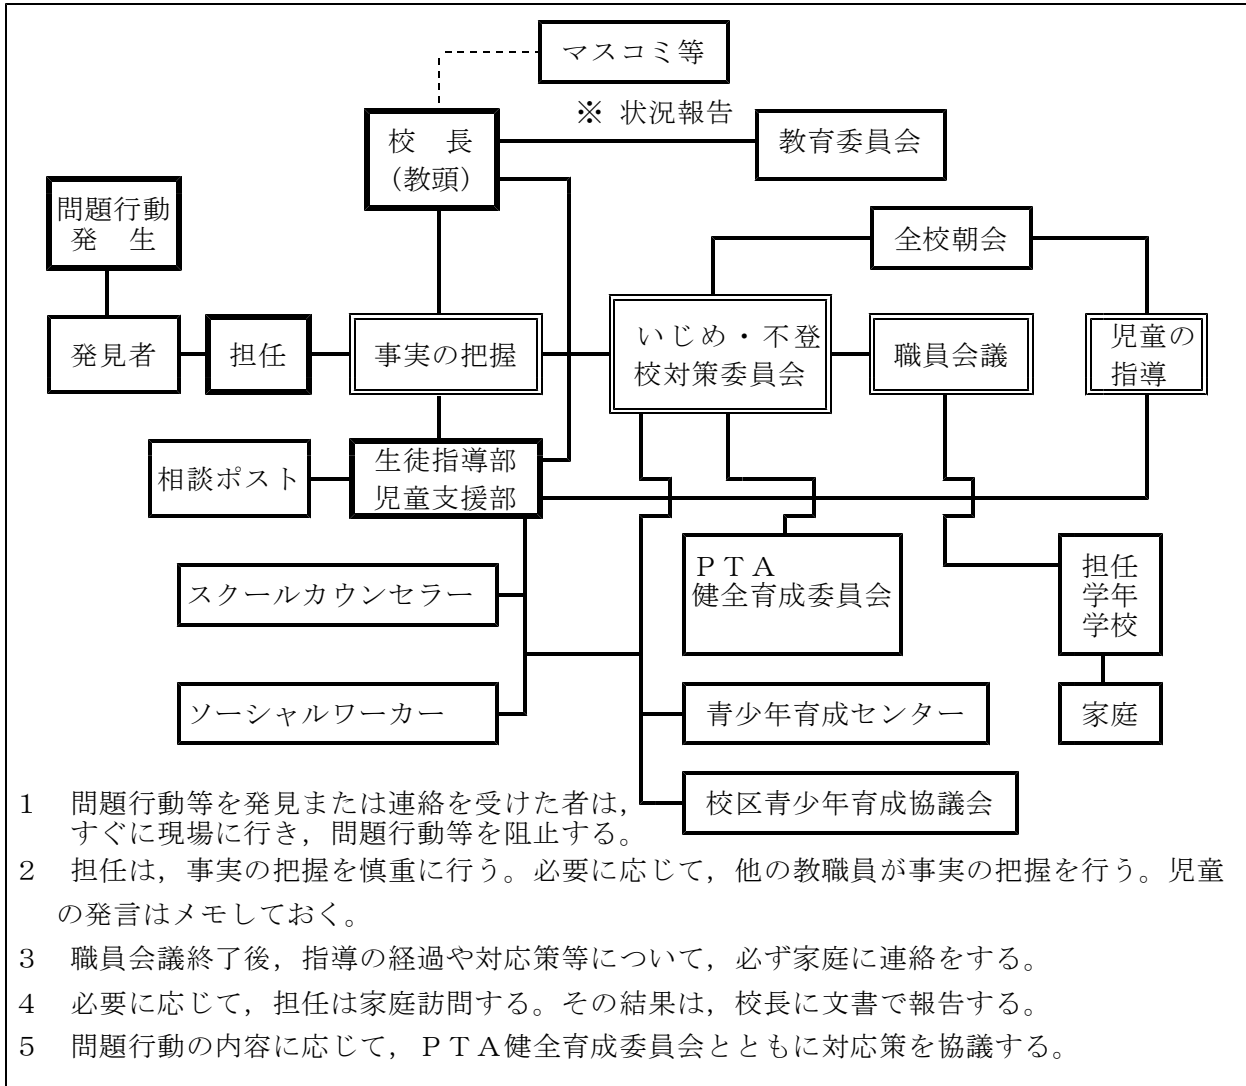 マスコミ等
※ 状況報告
校　長
（教頭）
教育委員会
問題行動
発　生
全校朝会
発見者
担任
事実の把握
いじめ・不登
校対策委員会
職員会議
児童の
指導
相談ポスト
生徒指導部
児童支援部
スクールカウンセラー
ＰＴＡ
健全育成委員会
担任
学年
学校
ソーシャルワーカー
青少年育成センター
家庭
校区青少年育成協議会
１　問題行動等を発見または連絡を受けた者は，
すぐに現場に行き，問題行動等を阻止する。
２　担任は，事実の把握を慎重に行う。必要に応じて，他の教職員が事実の把握を行う。児童
の発言はメモしておく。
３　職員会議終了後，指導の経過や対応策等について，必ず家庭に連絡をする。
４　必要に応じて，担任は家庭訪問する。その結果は，校長に文書で報告する。
５　問題行動の内容に応じて，ＰＴＡ健全育成委員会とともに対応策を協議する。